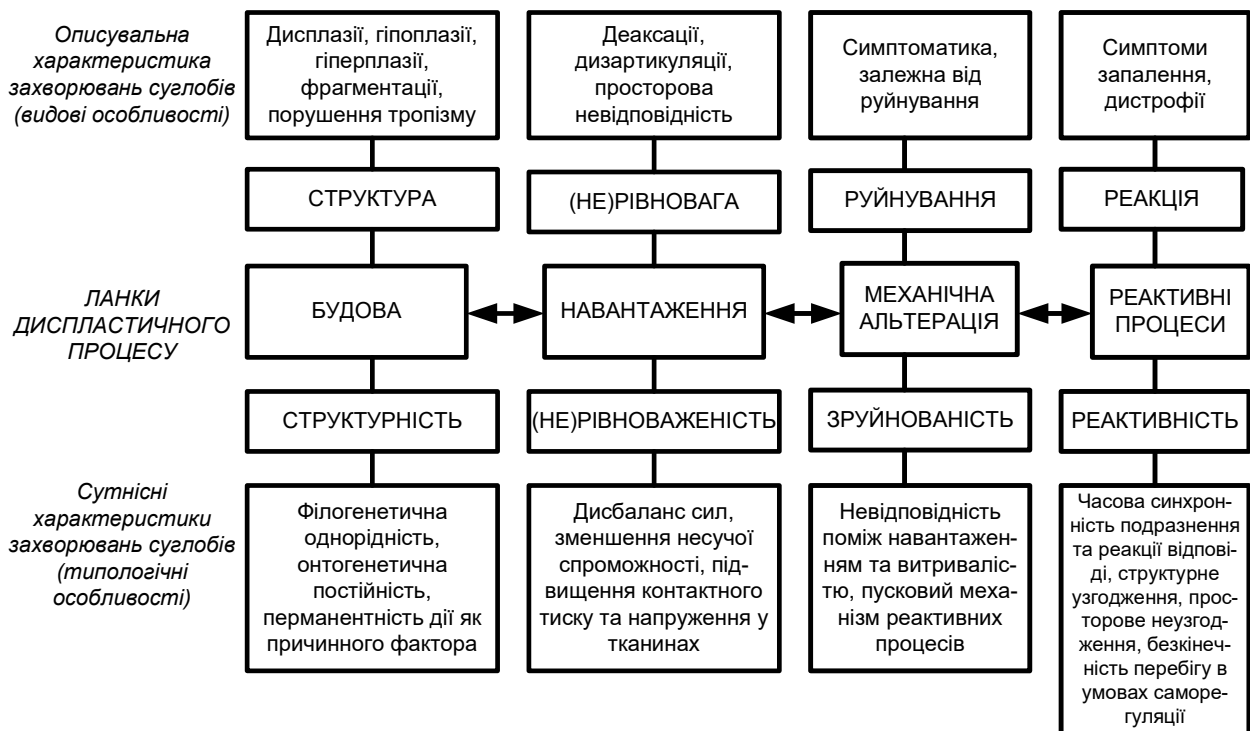 Описувальна
характеристика
захворювань суглобів
(видові особливості)
Дисплазії, гіпоплазії,
гіперплазії,
фрагментації,
порушення тропізму
Деаксації,
дизартикуляції,
просторова
невідповідність
Симптоматика,
залежна від
руйнування
Симптоми
запалення,
дистрофії
СТРУКТУРА
(НЕ)РІВНОВАГА
РУЙНУВАННЯ
РЕАКЦІЯ
ЛАНКИ
ДИСПЛАСТИЧНОГО
ПРОЦЕСУ
БУДОВА
НАВАНТАЖЕННЯ
МЕХАНІЧНА
АЛЬТЕРАЦІЯ
РЕАКТИВНІ
ПРОЦЕСИ
СТРУКТУРНІСТЬ
(НЕ)РІВНОВАЖЕНІСТЬ
ЗРУЙНОВАНІСТЬ
РЕАКТИВНІСТЬ
Сутнісні
характеристики
захворювань суглобів
(типологічні
особливості)
Філогенетична
однорідність,
онтогенетична
постійність,
перманентність дії як
причинного фактора
Дисбаланс сил,
зменшення несучої
спроможності, під-
вищення контактного
тиску та напруження у
тканинах
Невідповідність
поміж навантажен-
ням та витриваліс-
тю, пусковий меха-
нізм реактивних
процесів
Часова синхрон-
ність подразнення
та реакції відпові-
ді, структурне
узгодження, прос-
торове неузгод-
ження, безкінеч-
ність перебігу в
умовах саморе-
гуляції